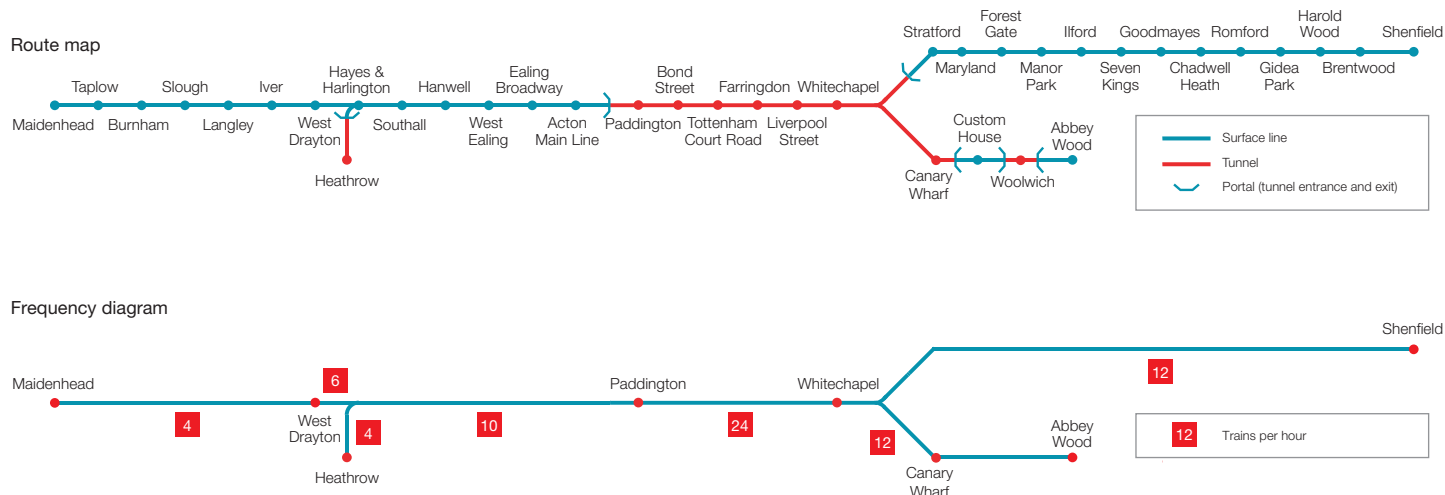 Route map
Maidenhead
Taplow
Burnham
Slough
Langley
Iver
West
Drayton
Hayes &
Harlington
Heathrow
Southall
Hanwell
West
Ealing
Ealing
Broadway
Acton
Main Line
Paddington
Bond
Street
Tottenham
Court Road
Farringdon
Liverpool
Street
Whitechapel
Stratford
Maryland
Forest
Gate
Manor
Park
Ilford
Seven
Kings
Goodmayes
Chadwell
Heath
Romford
Gidea
Park
Harold
Wood
Brentwood
Shenfield
Canary
Wharf
Custom
House
Woolwich
Abbey
Wood
Surface line
Tunnel
Portal (tunnel entrance and exit)
Frequency diagram
Maidenhead
4
6
West
Drayton
4
Heathrow
10
Paddington
24
Whitechapel
12
Shenfield
12
Canary
Wharf
Abbey
Wood
12
Trains per hour